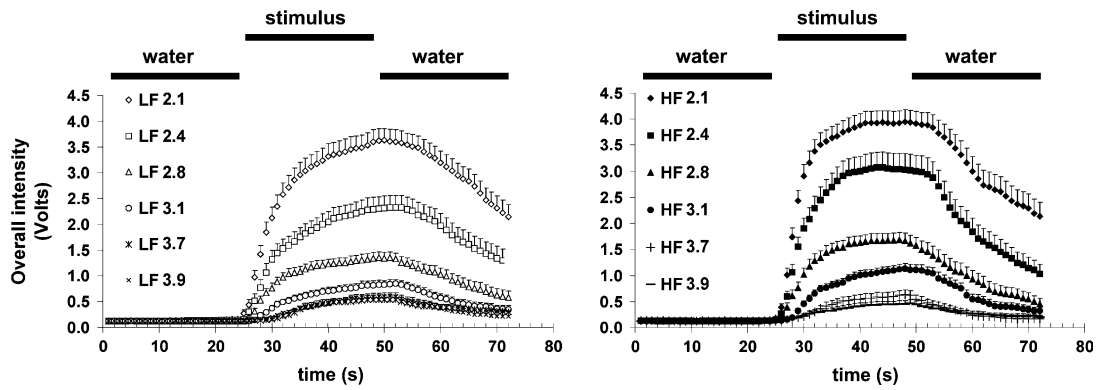 stimulus
water
water
Overall intensity
(Volts)
4.5
4.0
3.5
3.0
2.5
2.0
1.5
1.0
0.5
0.0
LF 2.1
LF 2.4
LF 2.8
LF 3.1
LF 3.7
LF 3.9
0 10 20 30 40 50 60 70 80
time (s)
stimulus
water
water
4.5
4.0
3.5
3.0
2.5
2.0
1.5
1.0
0.5
0.0
HF 2.1
HF 2.4
HF 2.8
HF 3.1
HF 3.7
HF 3.9
0 10 20 30 40 50 60 70 80
time (s)